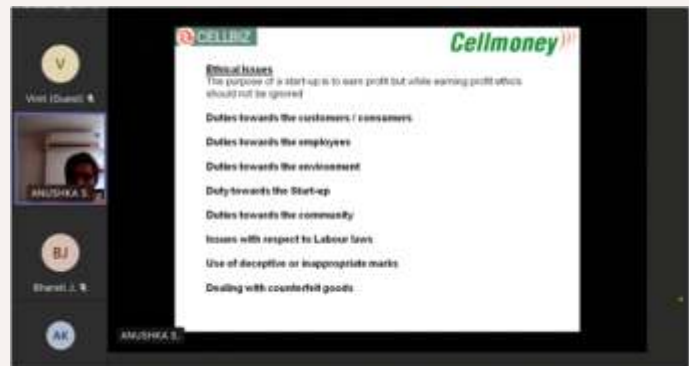 CELLBIZ
Cellmoney
Ethical Issues
The purpose of a start-up is to earn profit but while earning profit ethics
should not be ignored
Duties towards the customers / consumers
Duties towards the employees
Duties towards the environment
Duty towards the Start-up
Duties towards the community
Issues with respect to Labour laws
Use of deceptive or inappropriate marks
Dealing with counterfeit goods
V
(Guest)
ANUSHKA S.
BJ
Bharati J.
AK
ANUSHKA S.